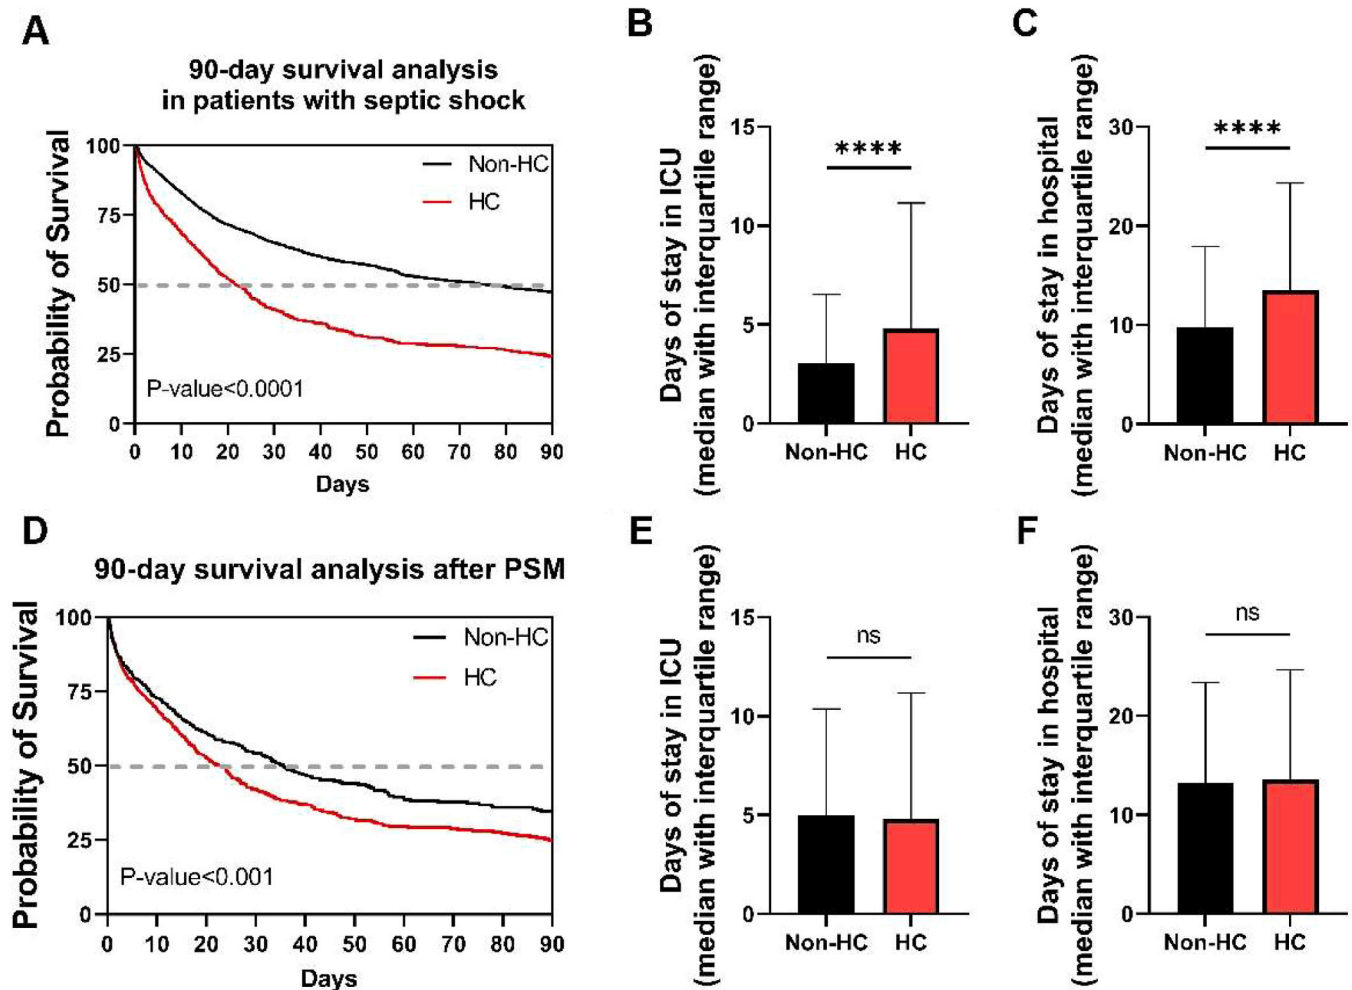 A
90-day survival analysis
in patients with septic shock
Probability of Survival
100
75
50
25
0
Non-HC
HC
P-value<0.0001
0 10 20 30 40 50 60 70 80 90
Days
B
Days of stay in ICU
(median with interquartile range)
15
10
5
0
****
Non-HC HC
C
Days of stay in hospital
(median with interquartile range)
30
20
10
0
****
Non-HC HC
D
90-day survival analysis after PSM
Probability of Survival
100
75
50
25
0
Non-HC
HC
P-value<0.001
0 10 20 30 40 50 60 70 80 90
Days
E
Days of stay in ICU
(median with interquartile range)
15
10
5
0
ns
Non-HC HC
F
Days of stay in hospital
(median with interquartile range)
30
20
10
0
ns
Non-HC HC